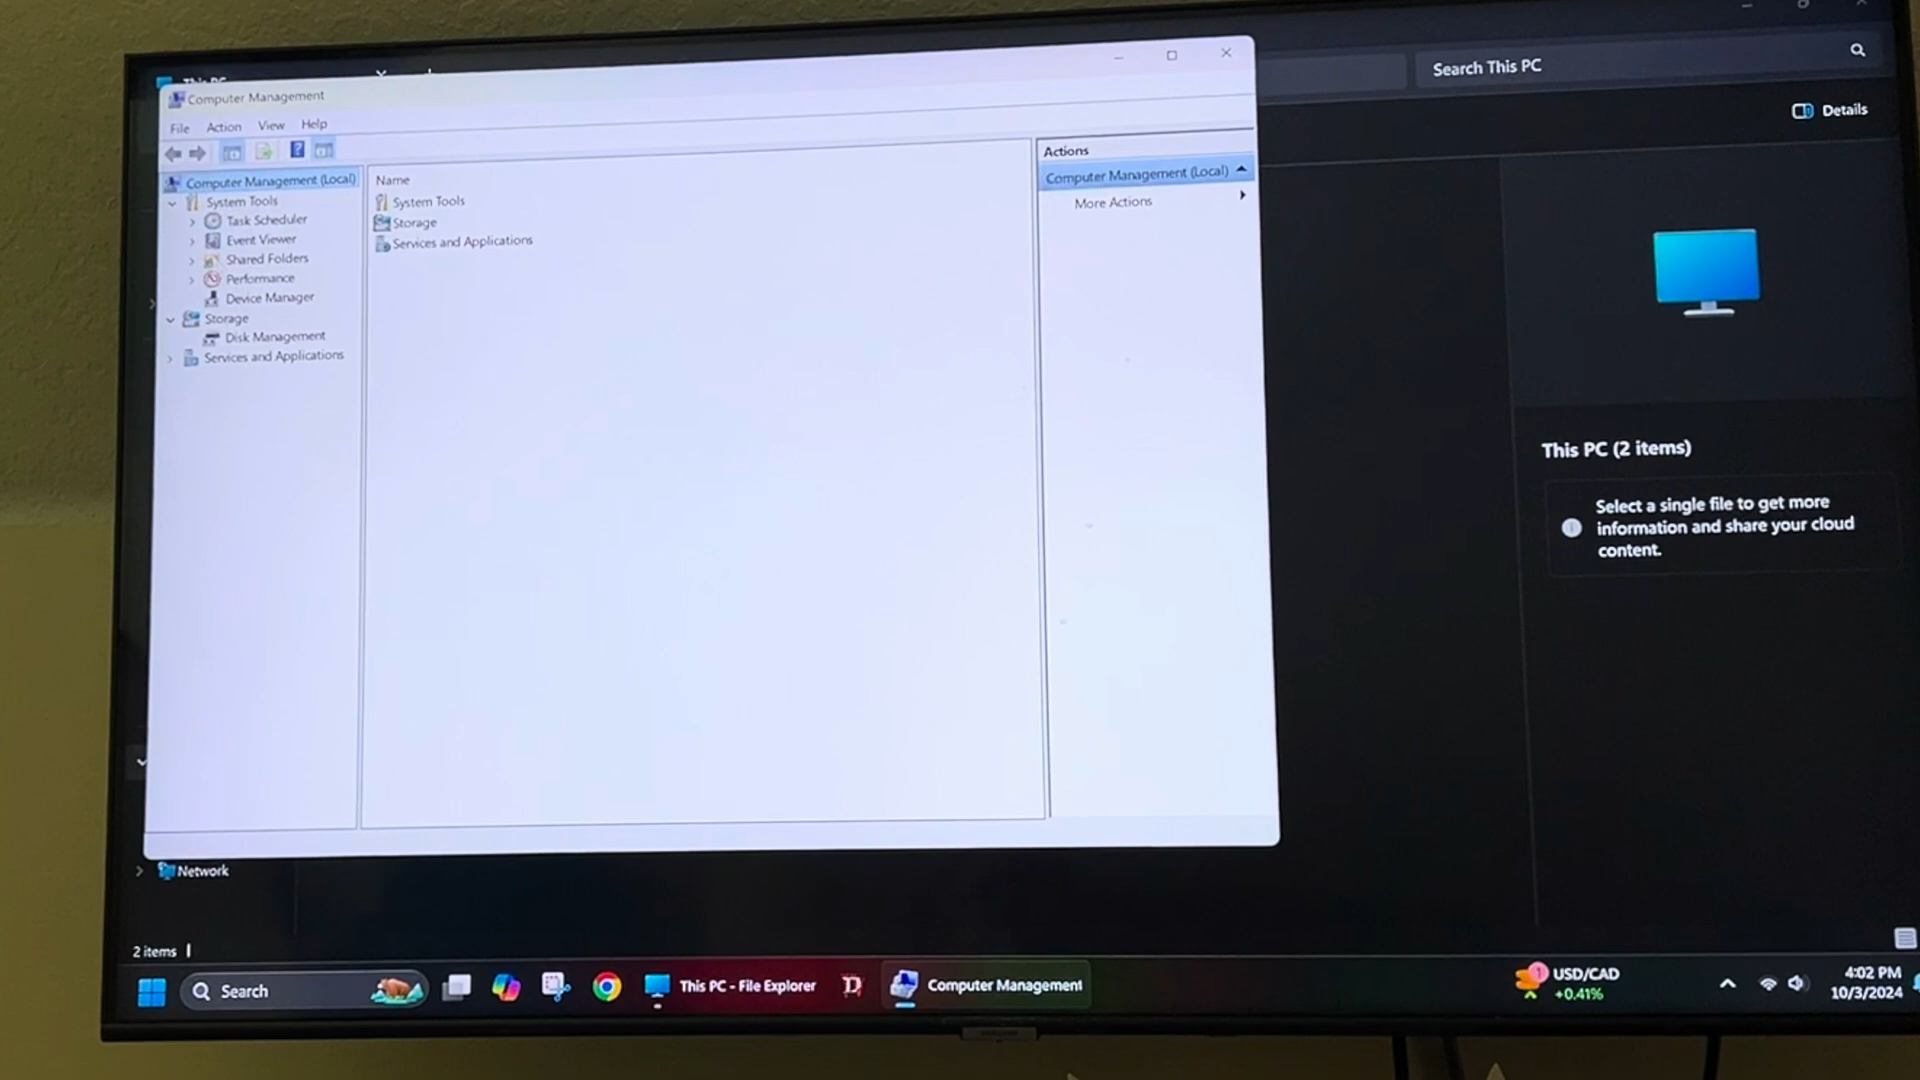 Computer Management
File Action View Help
Computer Management (Local)
System Tools
Task Scheduler
Event Viewer
Shared Folders
Performance
Device Manager
Storage
Disk Management
Services and Applications
Name
System Tools
Storage
Services and Applications
Actions
Computer Management (Local)
More Actions
Search This PC
Details
This PC (2 items)
Select a single file to get more
information and share your cloud
content.
Network
2 items
Search
This PC - File Explorer
Computer Management
1
USD/CAD
+0.41%
4:02 PM
10/3/2024